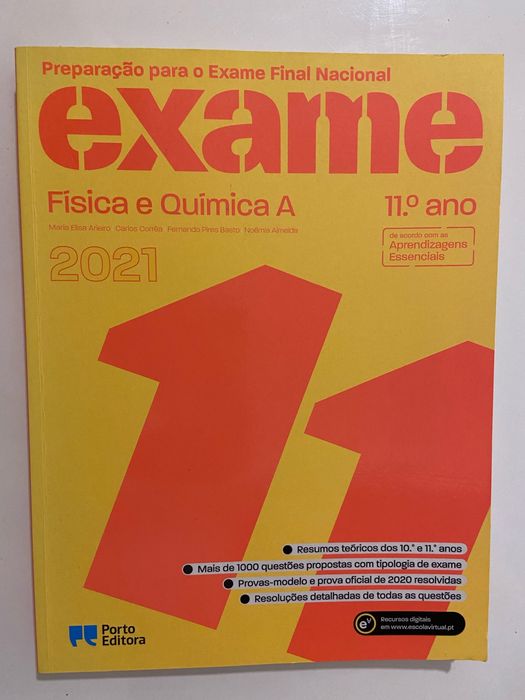 Preparação para o Exame Final Nacional
exame
Física e Química A
11.º ano
Maria Elisa Arieiro Carlos Corrêa Fernando Pires Basto Noémia Almeida
de acordo com as
Aprendizagens
Essenciais
2021
11
Resumos teóricos dos 10.º e 11.º anos
Mais de 1000 questões propostas com tipologia de exame
Provas-modelo e prova oficial de 2020 resolvidas
Resoluções detalhadas de todas as questões
Porto
Editora
ev
Recursos digitais
em www.escolavirtual.pt